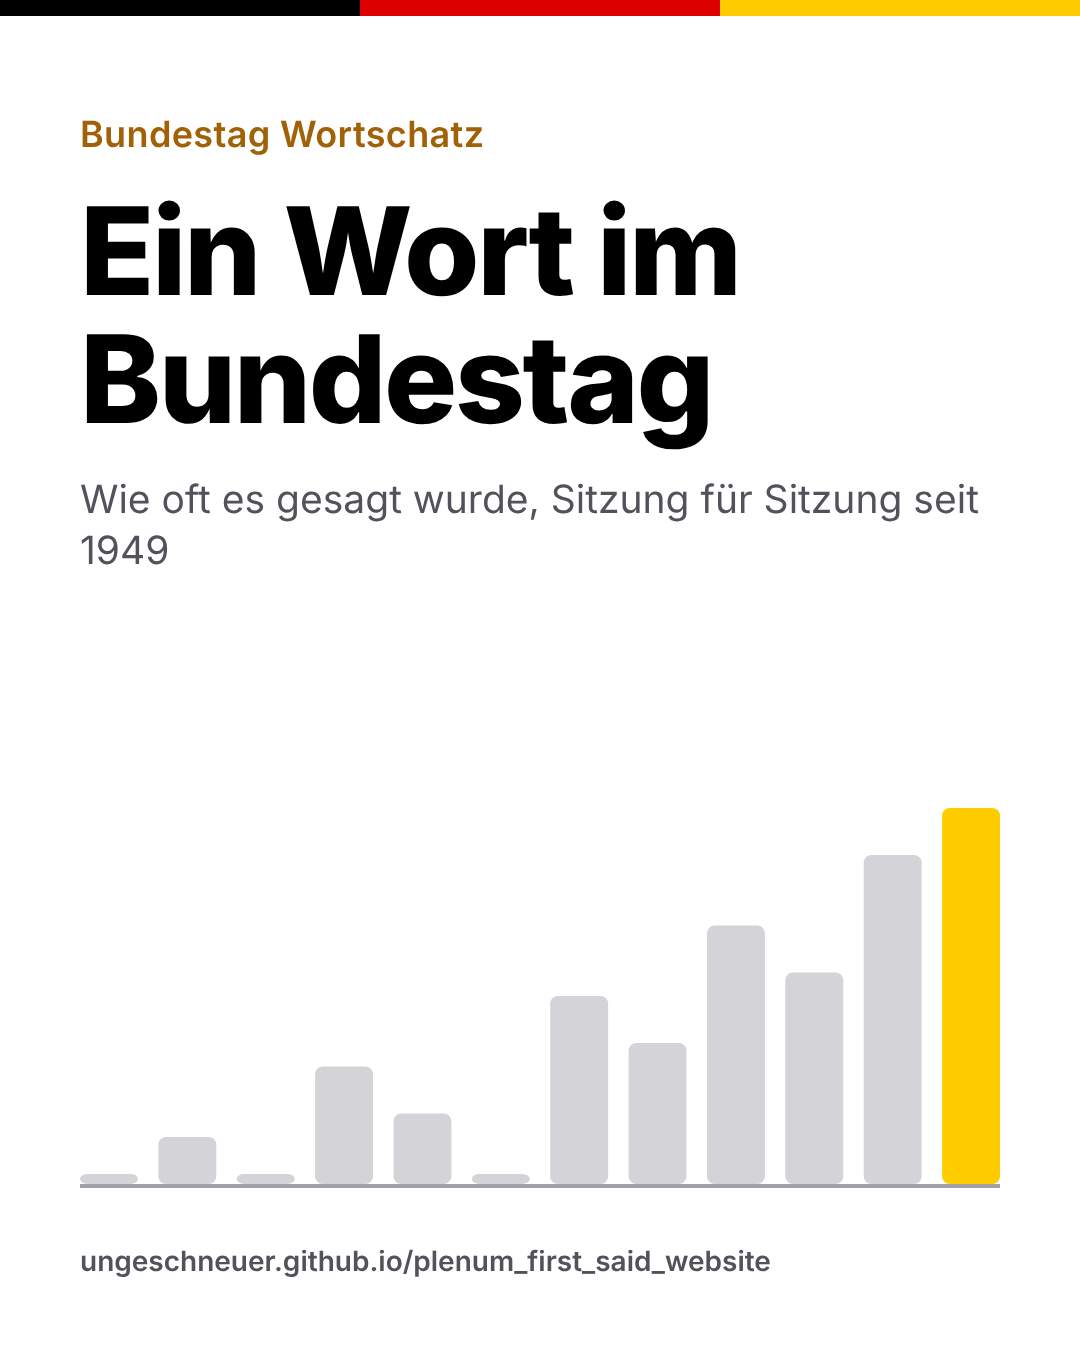 Bundestag Wortschatz
Ein Wort im
Bundestag
Wie oft es gesagt wurde, Sitzung für Sitzung seit
1949
ungeschneuer.github.io/plenum_first_said_website